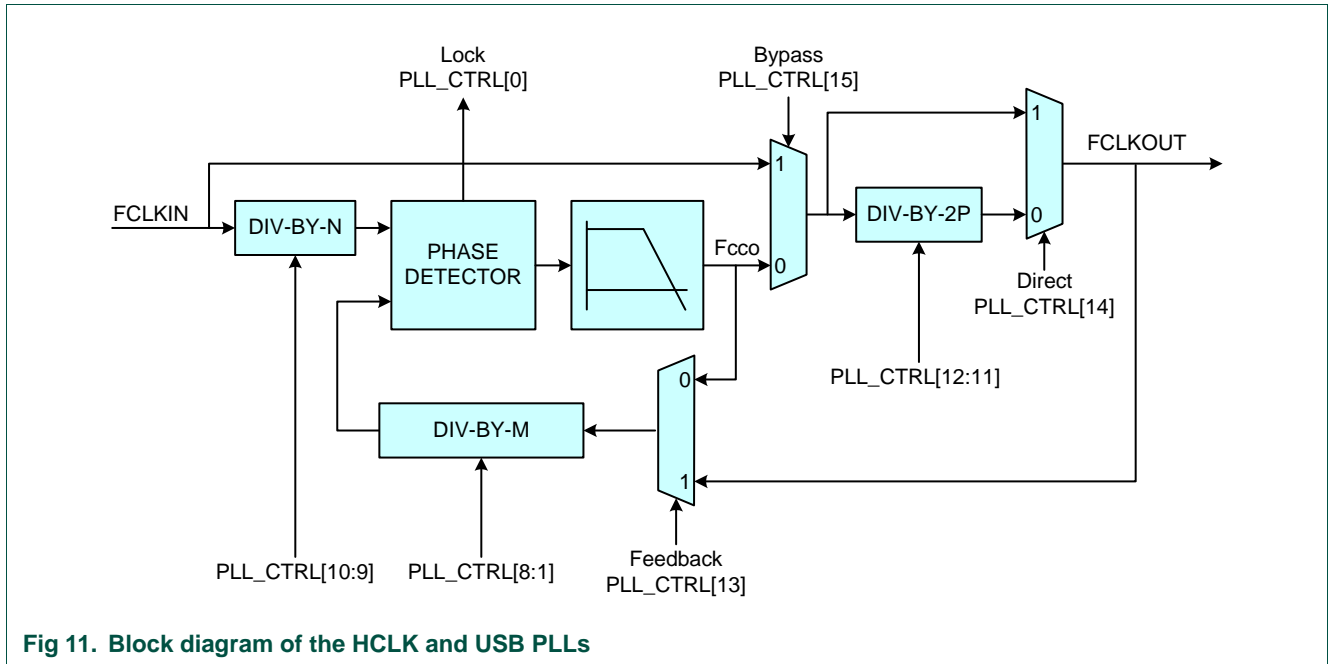 Lock
PLL_CTRL[0]
Bypass
PLL_CTRL[15]
1
FCLKOUT
1
FCLKIN
DIV-BY-N
PHASE
DETECTOR
Fcco
0
DIV-BY-2P
0
Direct
PLL_CTRL[14]
PLL_CTRL[12:11]
0
DIV-BY-M
1
PLL_CTRL[10:9]
PLL_CTRL[8:1]
Feedback
PLL_CTRL[13]
Fig 11. Block diagram of the HCLK and USB PLLs